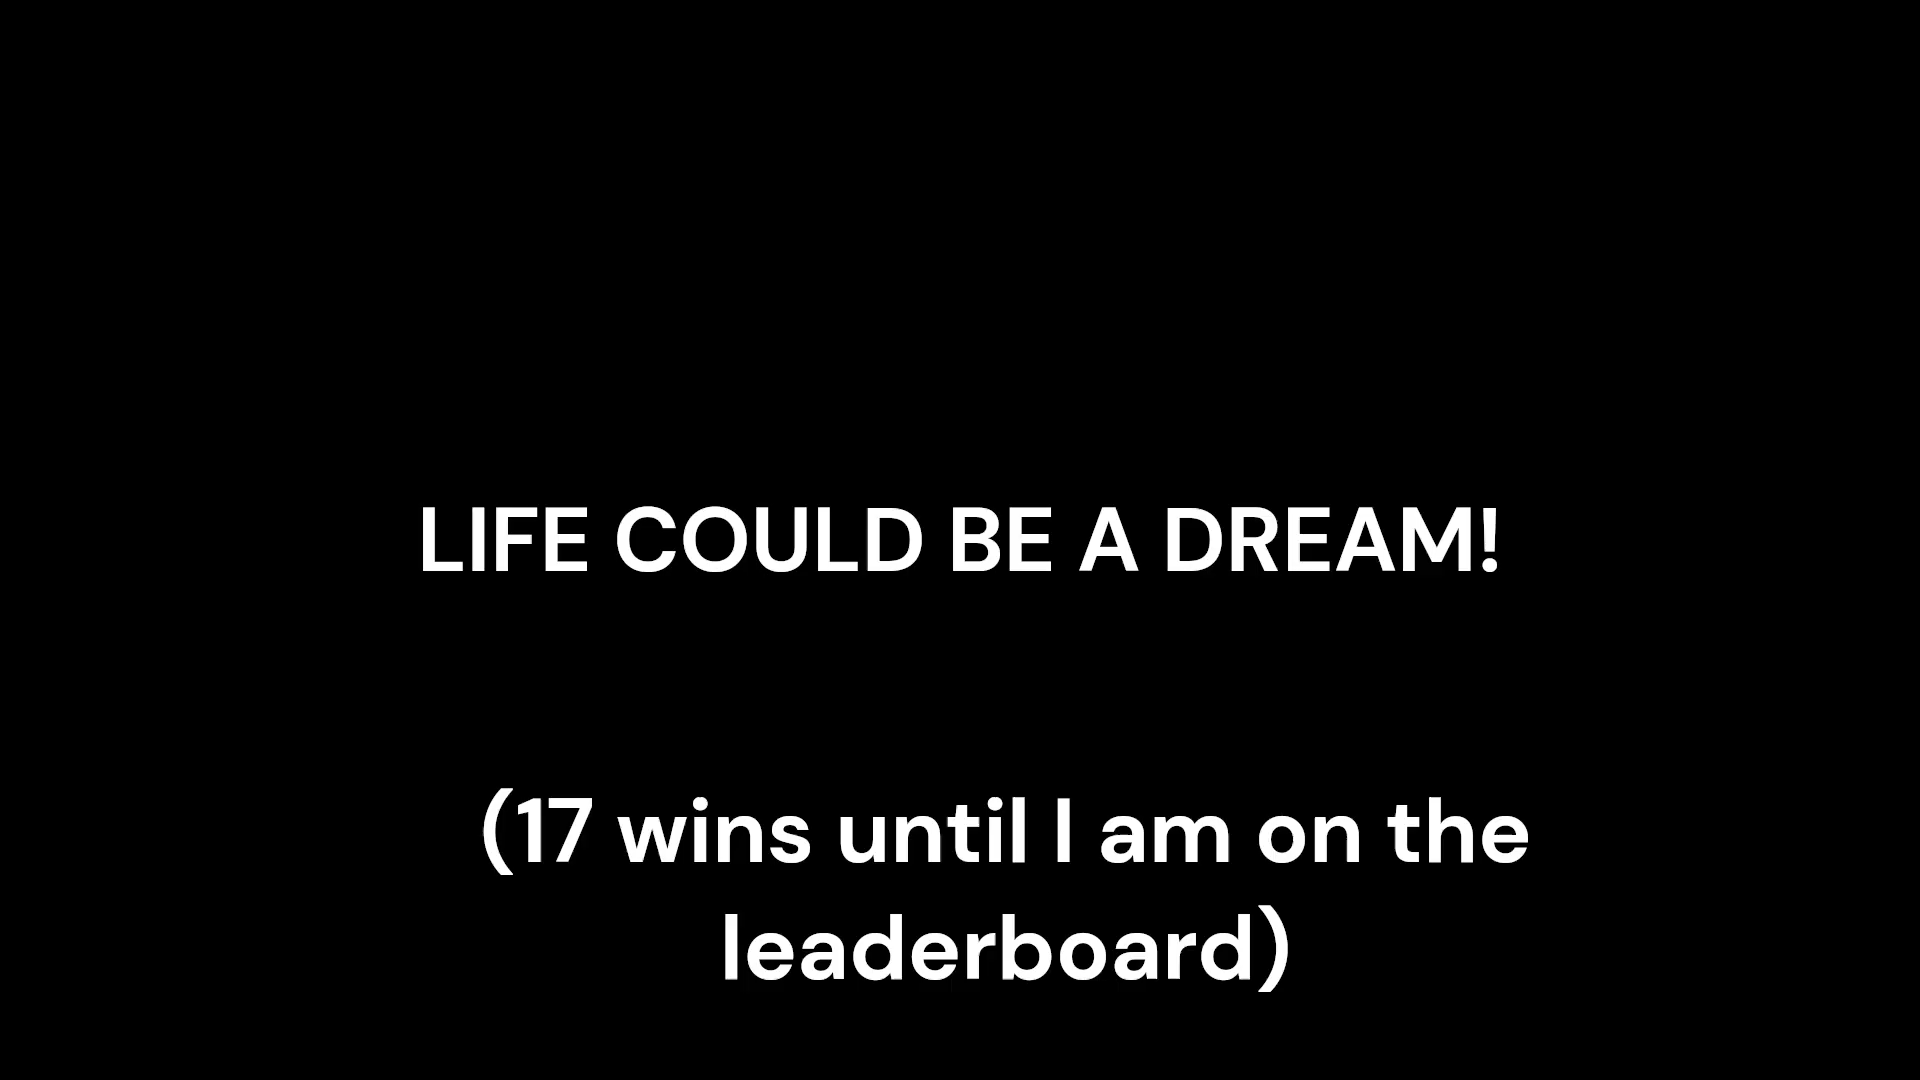 LIFE COULD BE A DREAM!
(17 wins until I am on the
leaderboard)